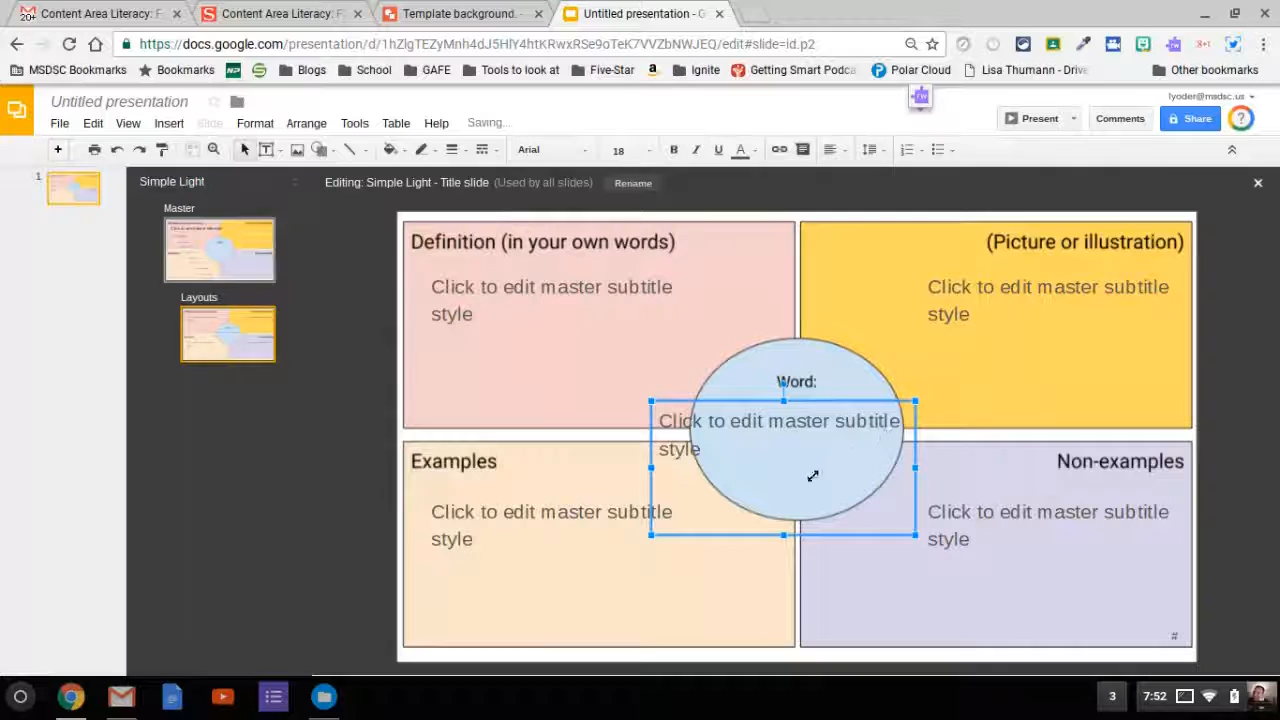 Content Area Literacy: F
Content Area Literacy: F
Template background. -
Untitled presentation - G
https://docs.google.com/presentation/d/1hZlgTEZyMnh4dJ5HlY4htKRwxRSe9oTeK7VVZbNWJEQ/edit#slide=id.p2
MSDSC Bookmarks
Bookmarks
Blogs
School
GAFE
Tools to look at
Five-Star
Ignite
Getting Smart Podca
Polar Cloud
Lisa Thumann - Drive
Other bookmarks
Untitled presentation
lyoder@msdsc.us
File Edit View Insert Slide Format Arrange Tools Table Help Saving...
Present
Comments
Share
Arial
18
B I U A
1
Simple Light
Editing: Simple Light - Title slide (Used by all slides)
Rename
Master
Layouts
Definition (in your own words)
(Picture or illustration)
Click to edit master subtitle
style
Click to edit master subtitle
style
Word:
Click to edit master subtitle
style
Examples
Non-examples
Click to edit master subtitle
style
Click to edit master subtitle
style
#
3
7:52